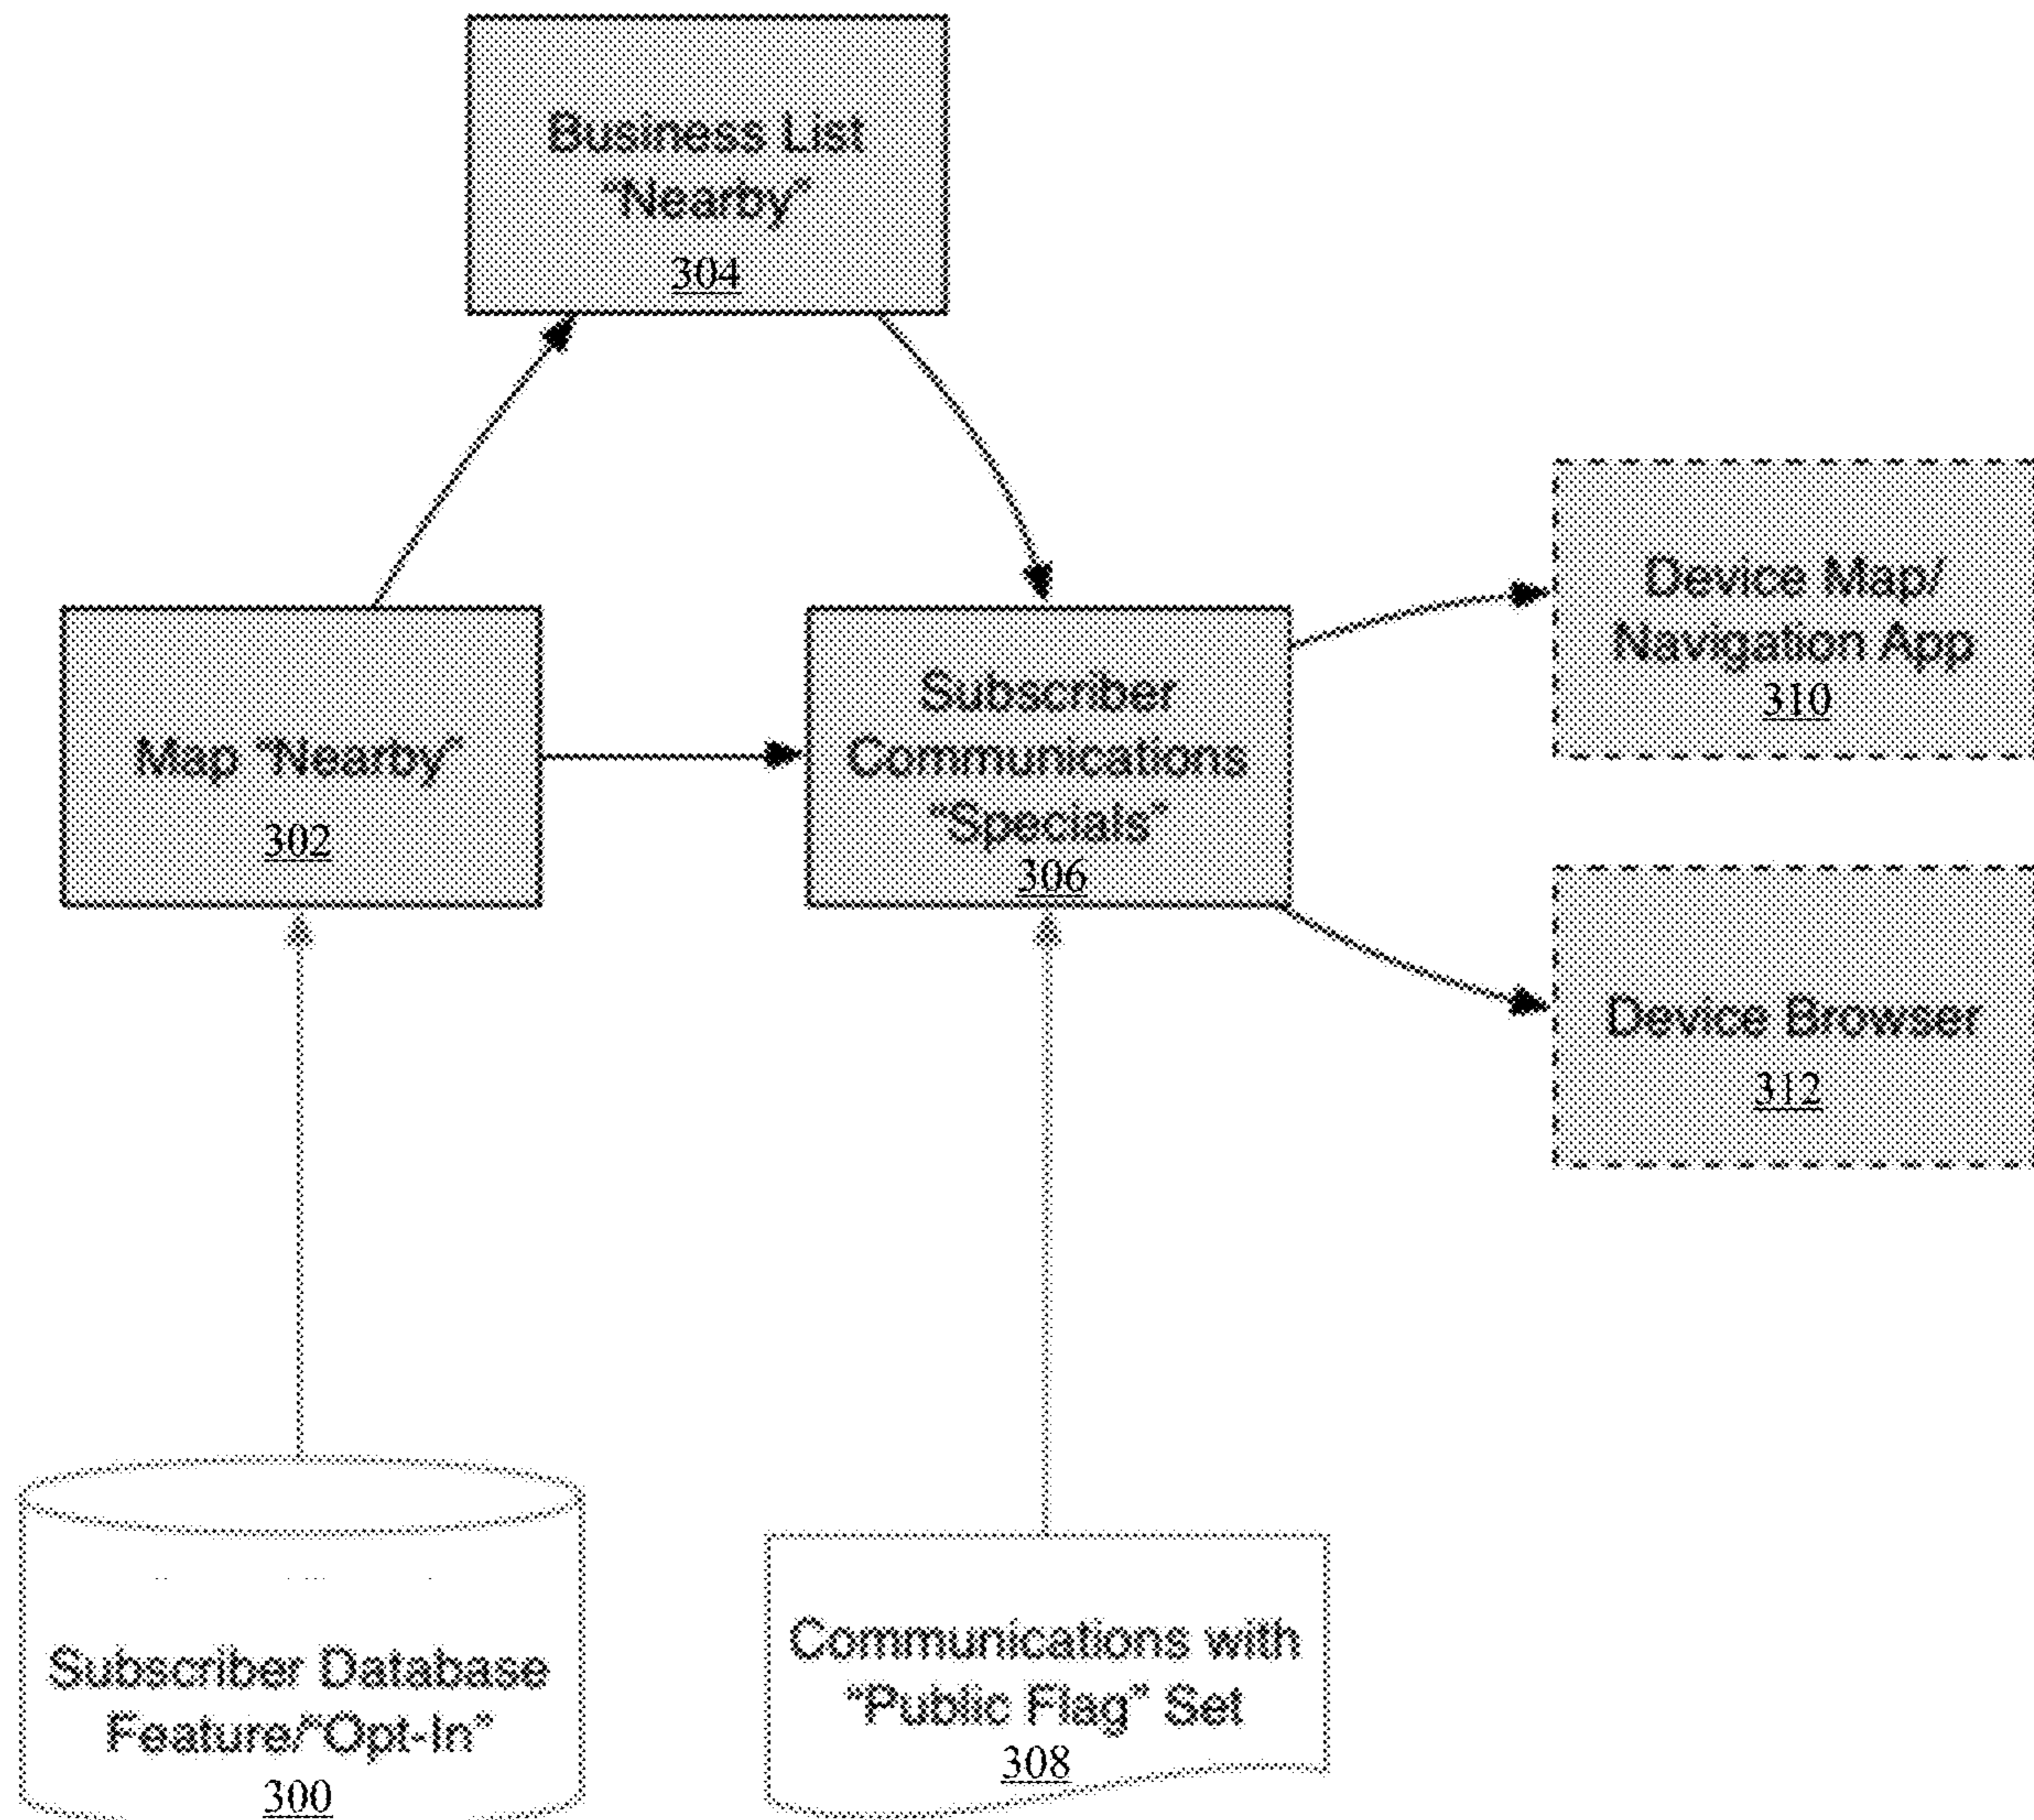 Business List
“Nearby”
304
Map “Nearby”
302
Subscriber
Communications
“Specials”
306
Device Map/
Navigation App
310
Device Browser
312
Subscriber Database
Feature/“Opt-In”
300
Communications with
“Public Flag” Set
308